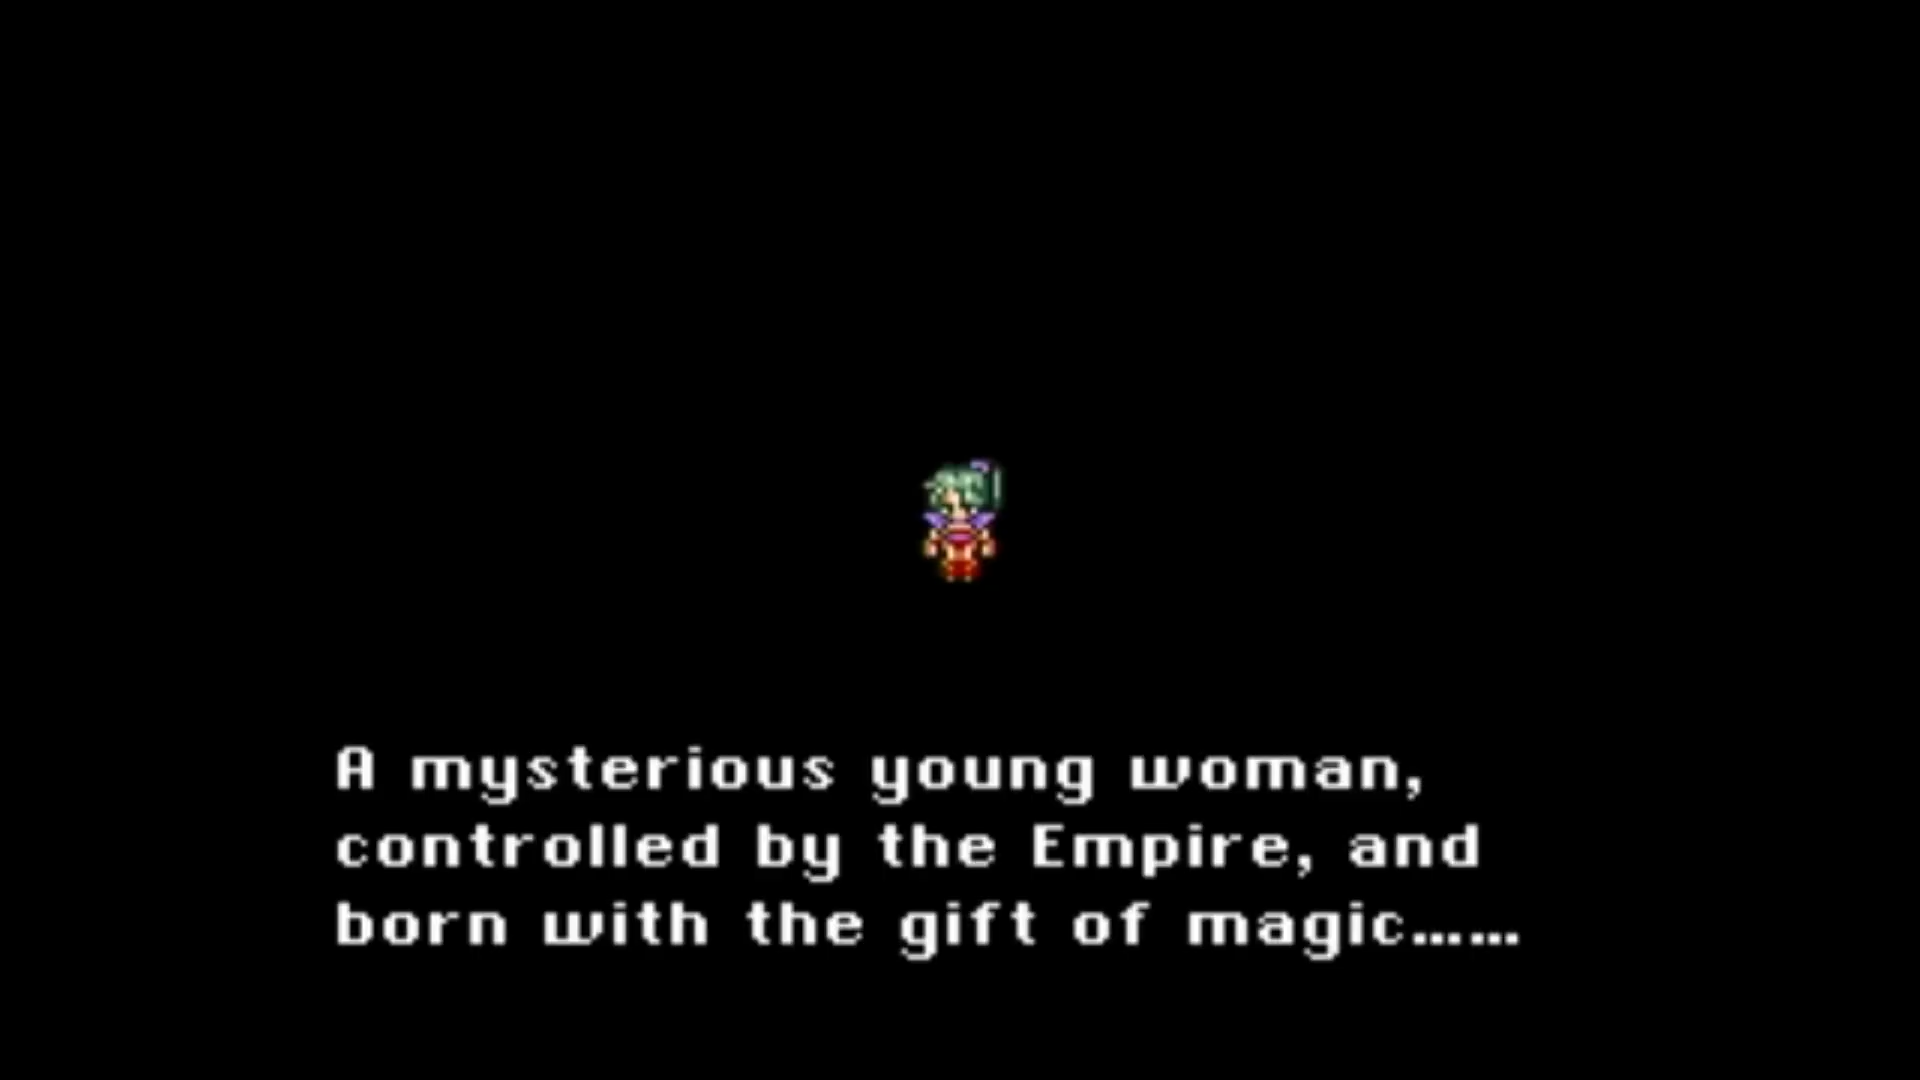 A mysterious young woman,
controlled by the Empire, and
born with the gift of magic……